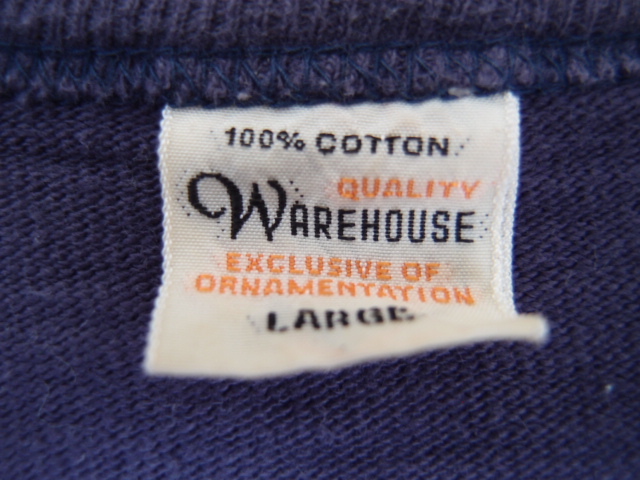 100% COTTON
QUALITY
WAREHOUSE
EXCLUSIVE OF
ORNAMENTATION
LARGE